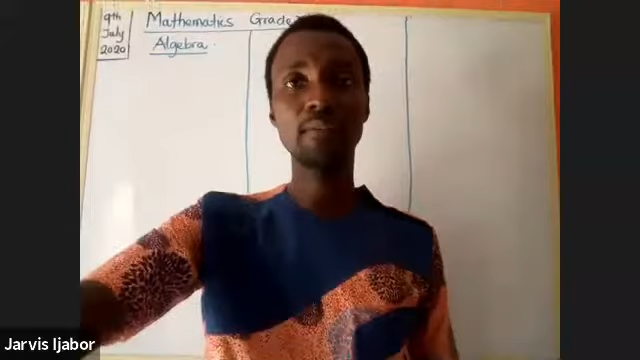 9th
July
2020
Mathematics Grade
Algebra
Jarvis Ijabor